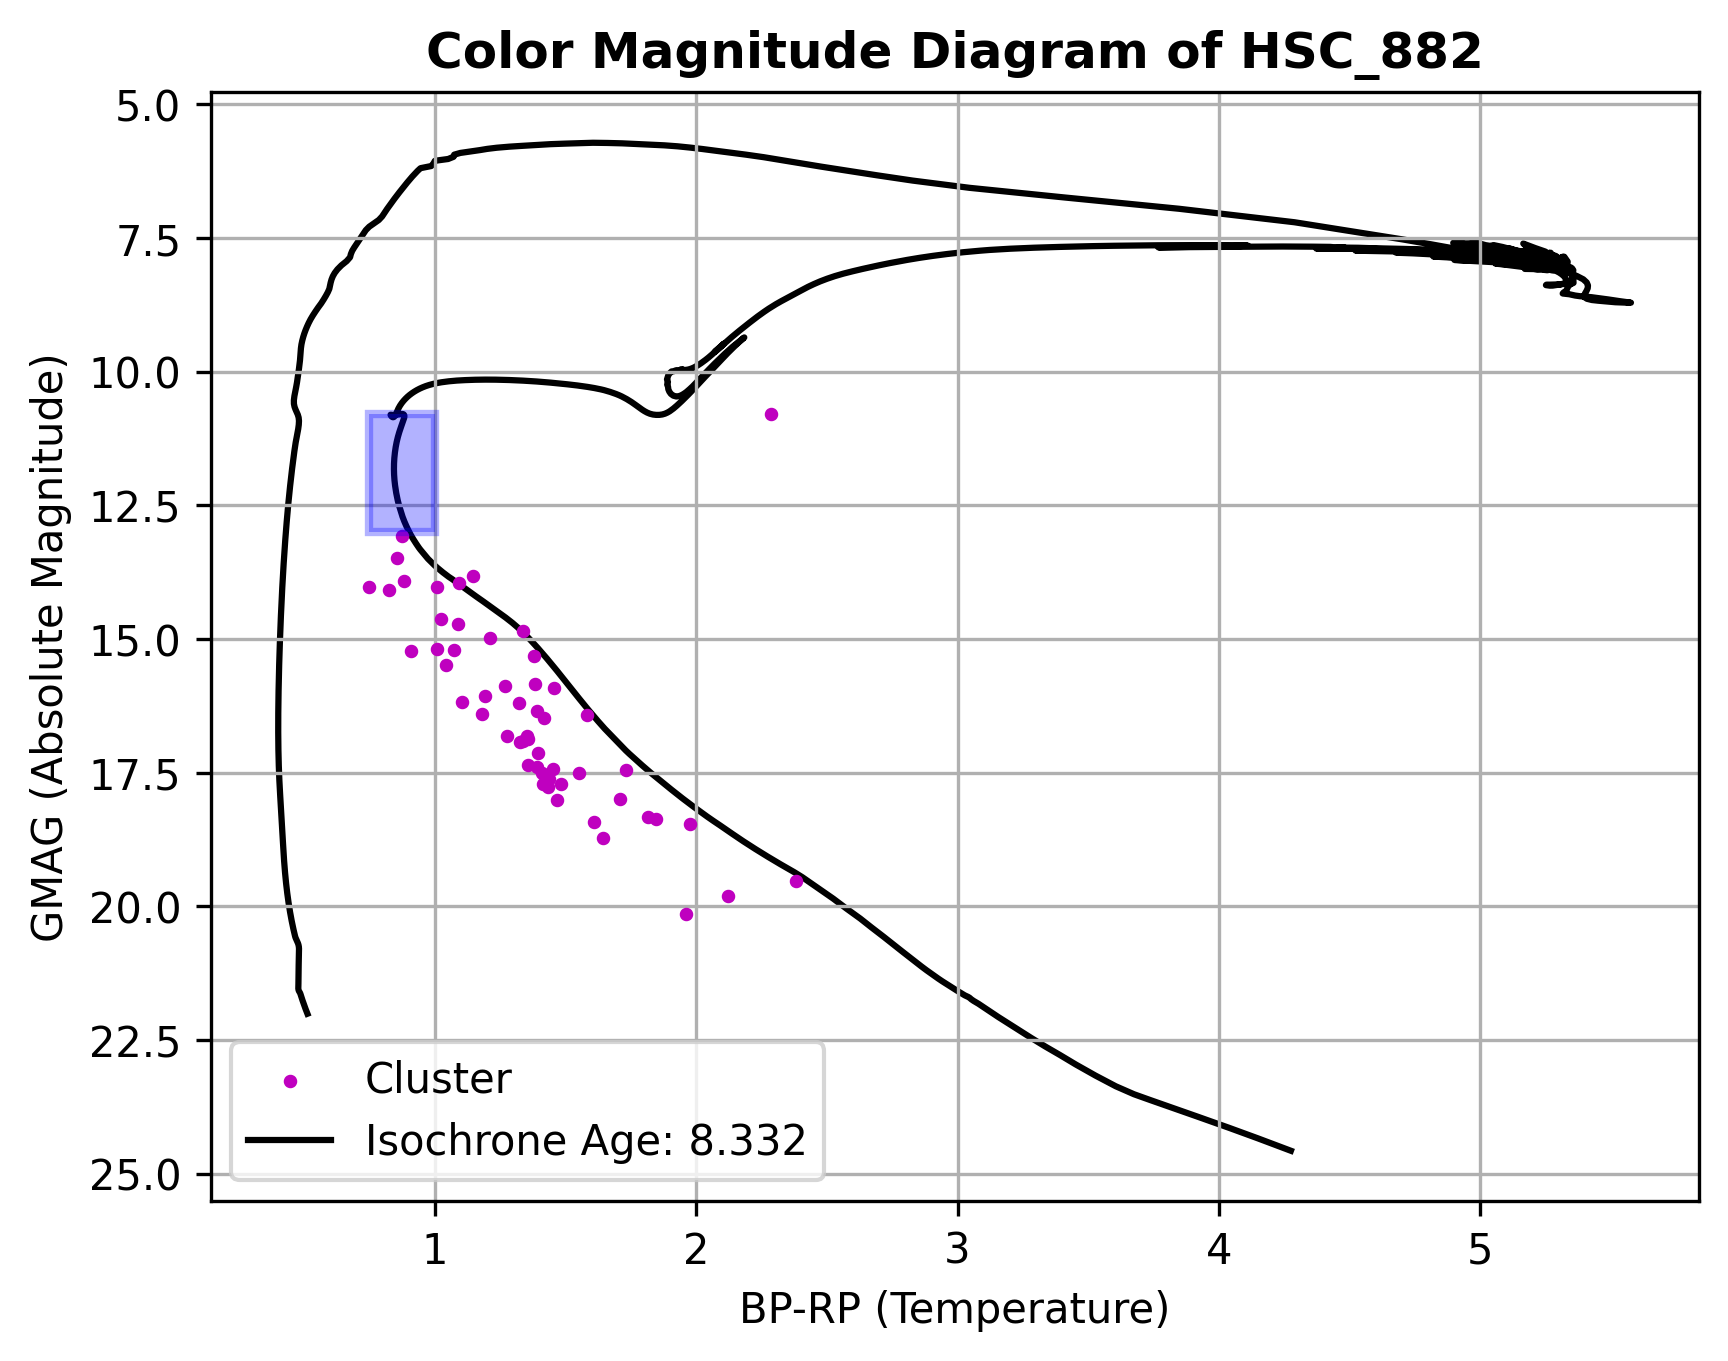 Color Magnitude Diagram of HSC_882
GMAG (Absolute Magnitude)
5.0
7.5
10.0
12.5
15.0
17.5
20.0
22.5
25.0
Cluster
Isochrone Age: 8.332
1 2 3 4 5
BP-RP (Temperature)